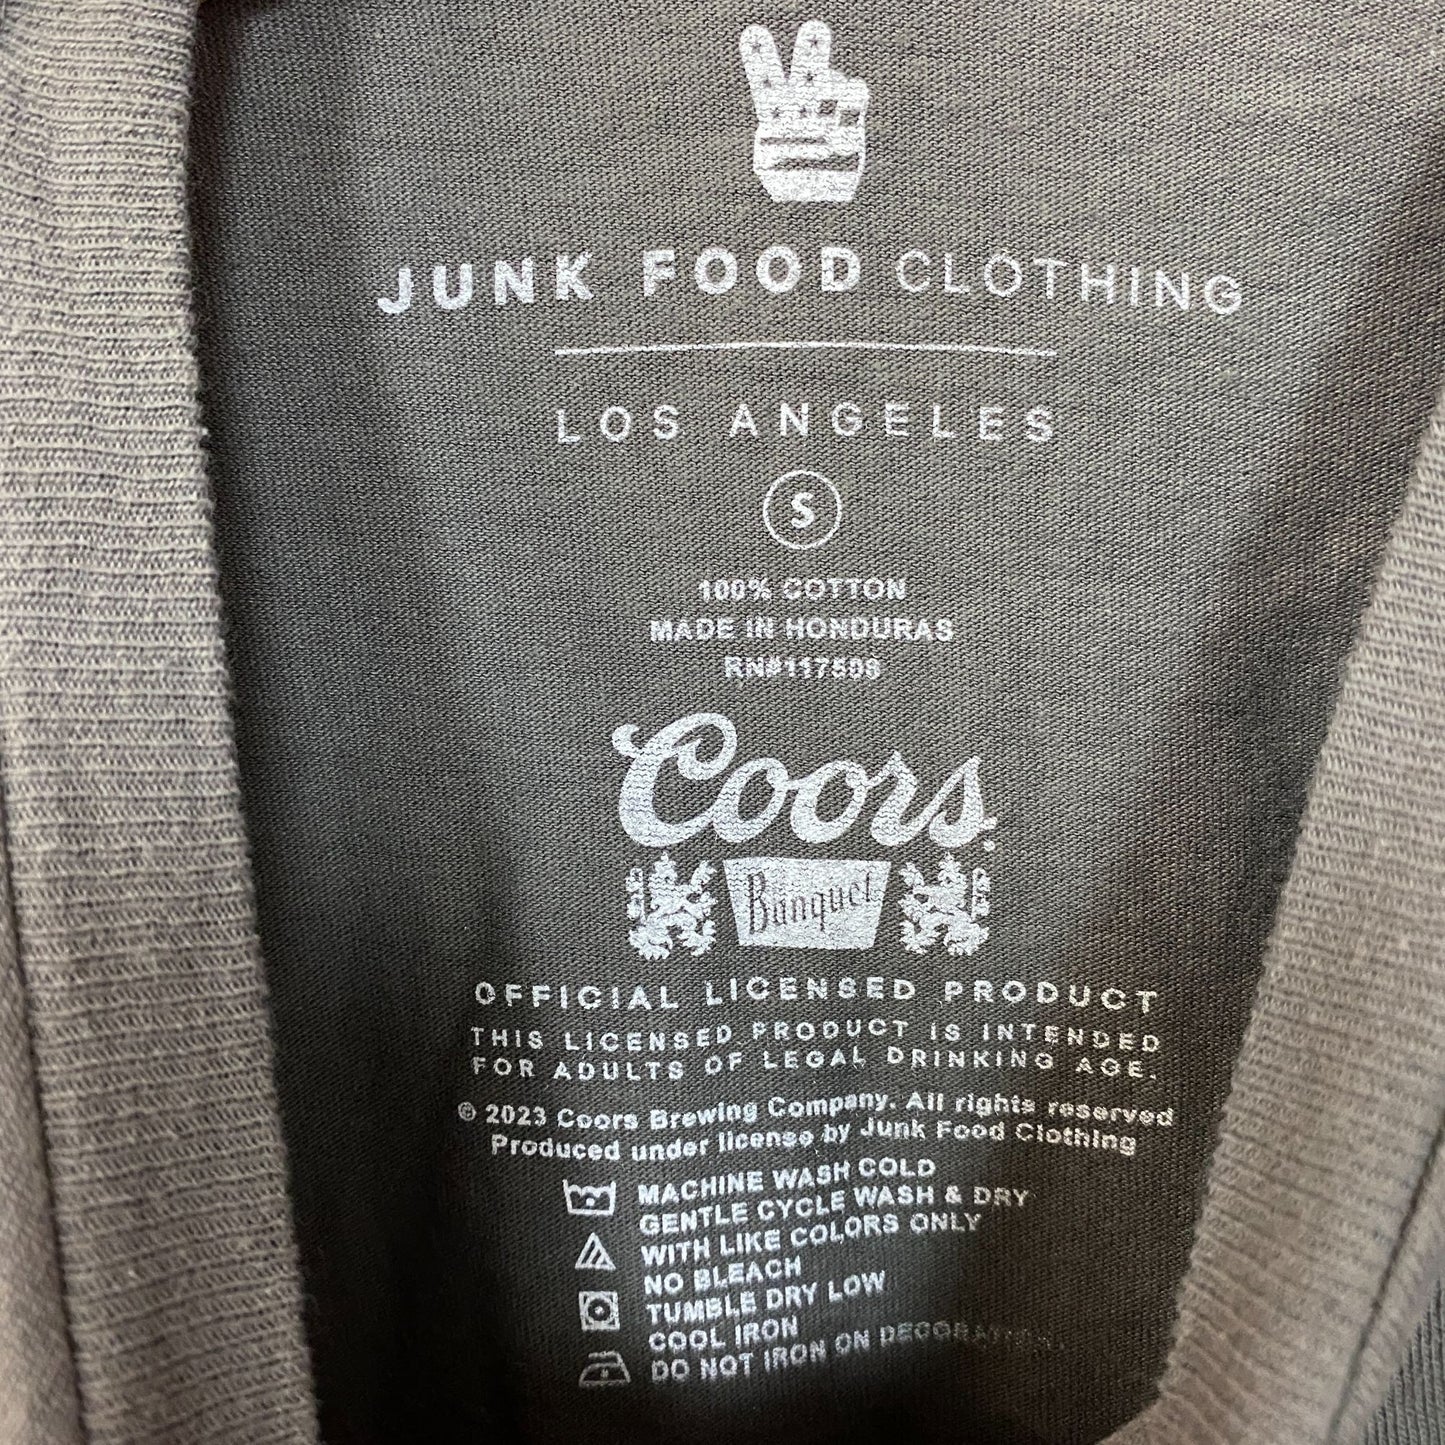 JUNK FOOD CLOTHING
LOS ANGELES
S
100% COTTON
MADE IN HONDURAS
RN#117508
Coors
Banquet
OFFICIAL LICENSED PRODUCT
THIS LICENSED PRODUCT IS INTENDED
FOR ADULTS OF LEGAL DRINKING AGE.
© 2023 Coors Brewing Company. All rights reserved
Produced under license by Junk Food Clothing
MACHINE WASH COLD
GENTLE CYCLE WASH & DRY
WITH LIKE COLORS ONLY
NO BLEACH
TUMBLE DRY LOW
COOL IRON
DO NOT IRON ON DECORATION.